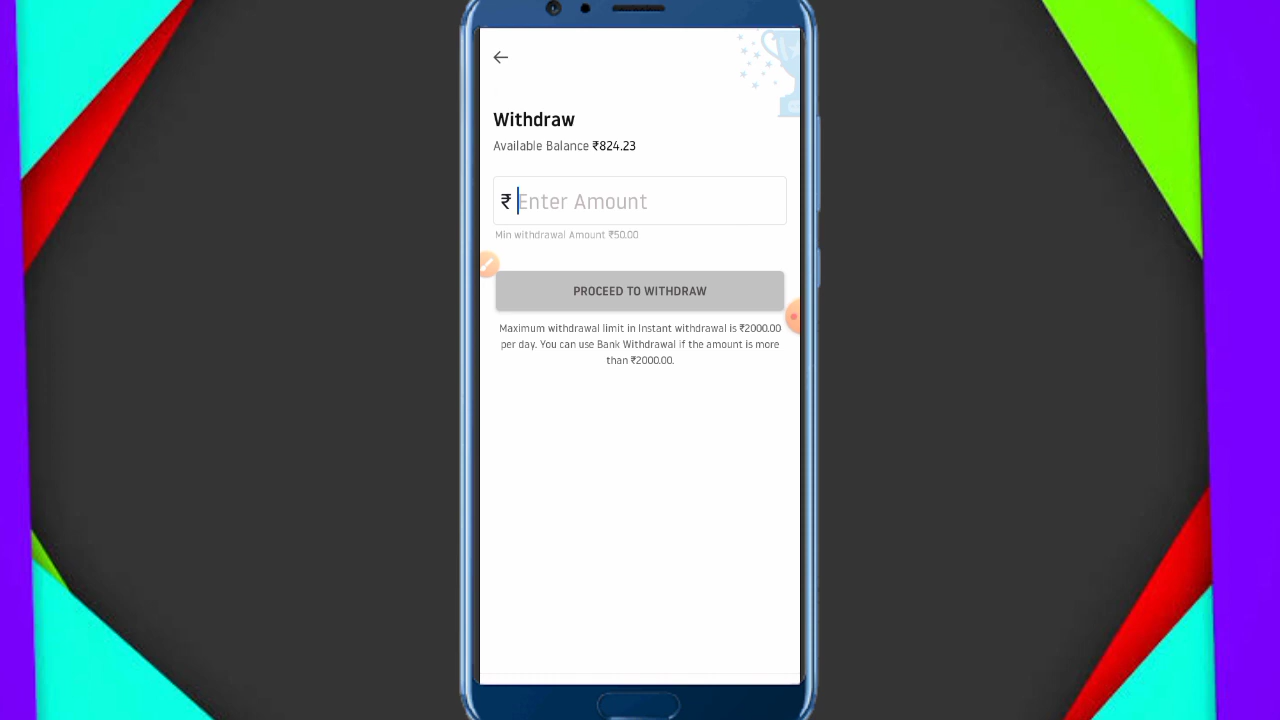 Withdraw
Available Balance ₹824.23
₹ Enter Amount
Min withdrawal Amount ₹50.00
PROCEED TO WITHDRAW
Maximum withdrawal limit in Instant withdrawal is ₹2000.00
per day. You can use Bank Withdrawal if the amount is more
than ₹2000.00.